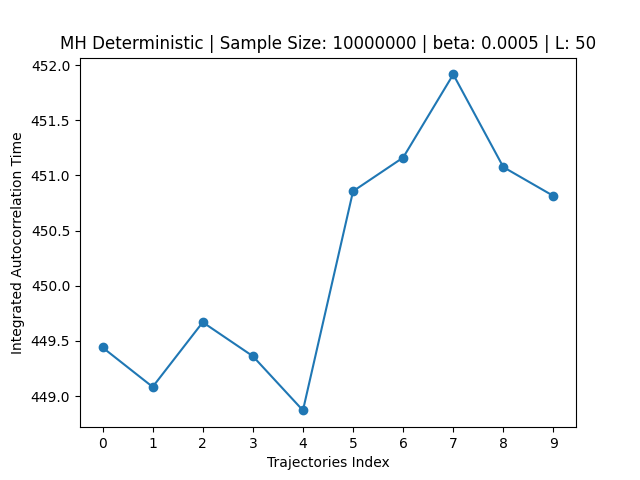 MH Deterministic | Sample Size: 10000000 | beta: 0.0005 | L: 50
452.0
451.5
451.0
450.5
450.0
449.5
449.0
Integrated Autocorrelation Time
0 1 2 3 4 5 6 7 8 9
Trajectories Index